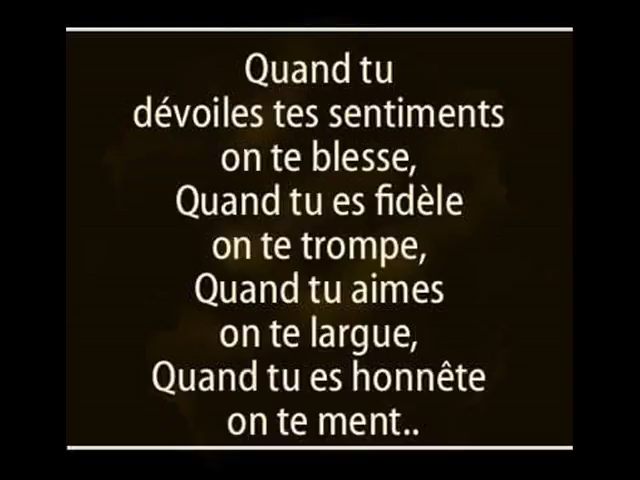 Quand tu
dévoiles tes sentiments
on te blesse,
Quand tu es fidèle
on te trompe,
Quand tu aimes
on te largue,
Quand tu es honnête
on te ment..